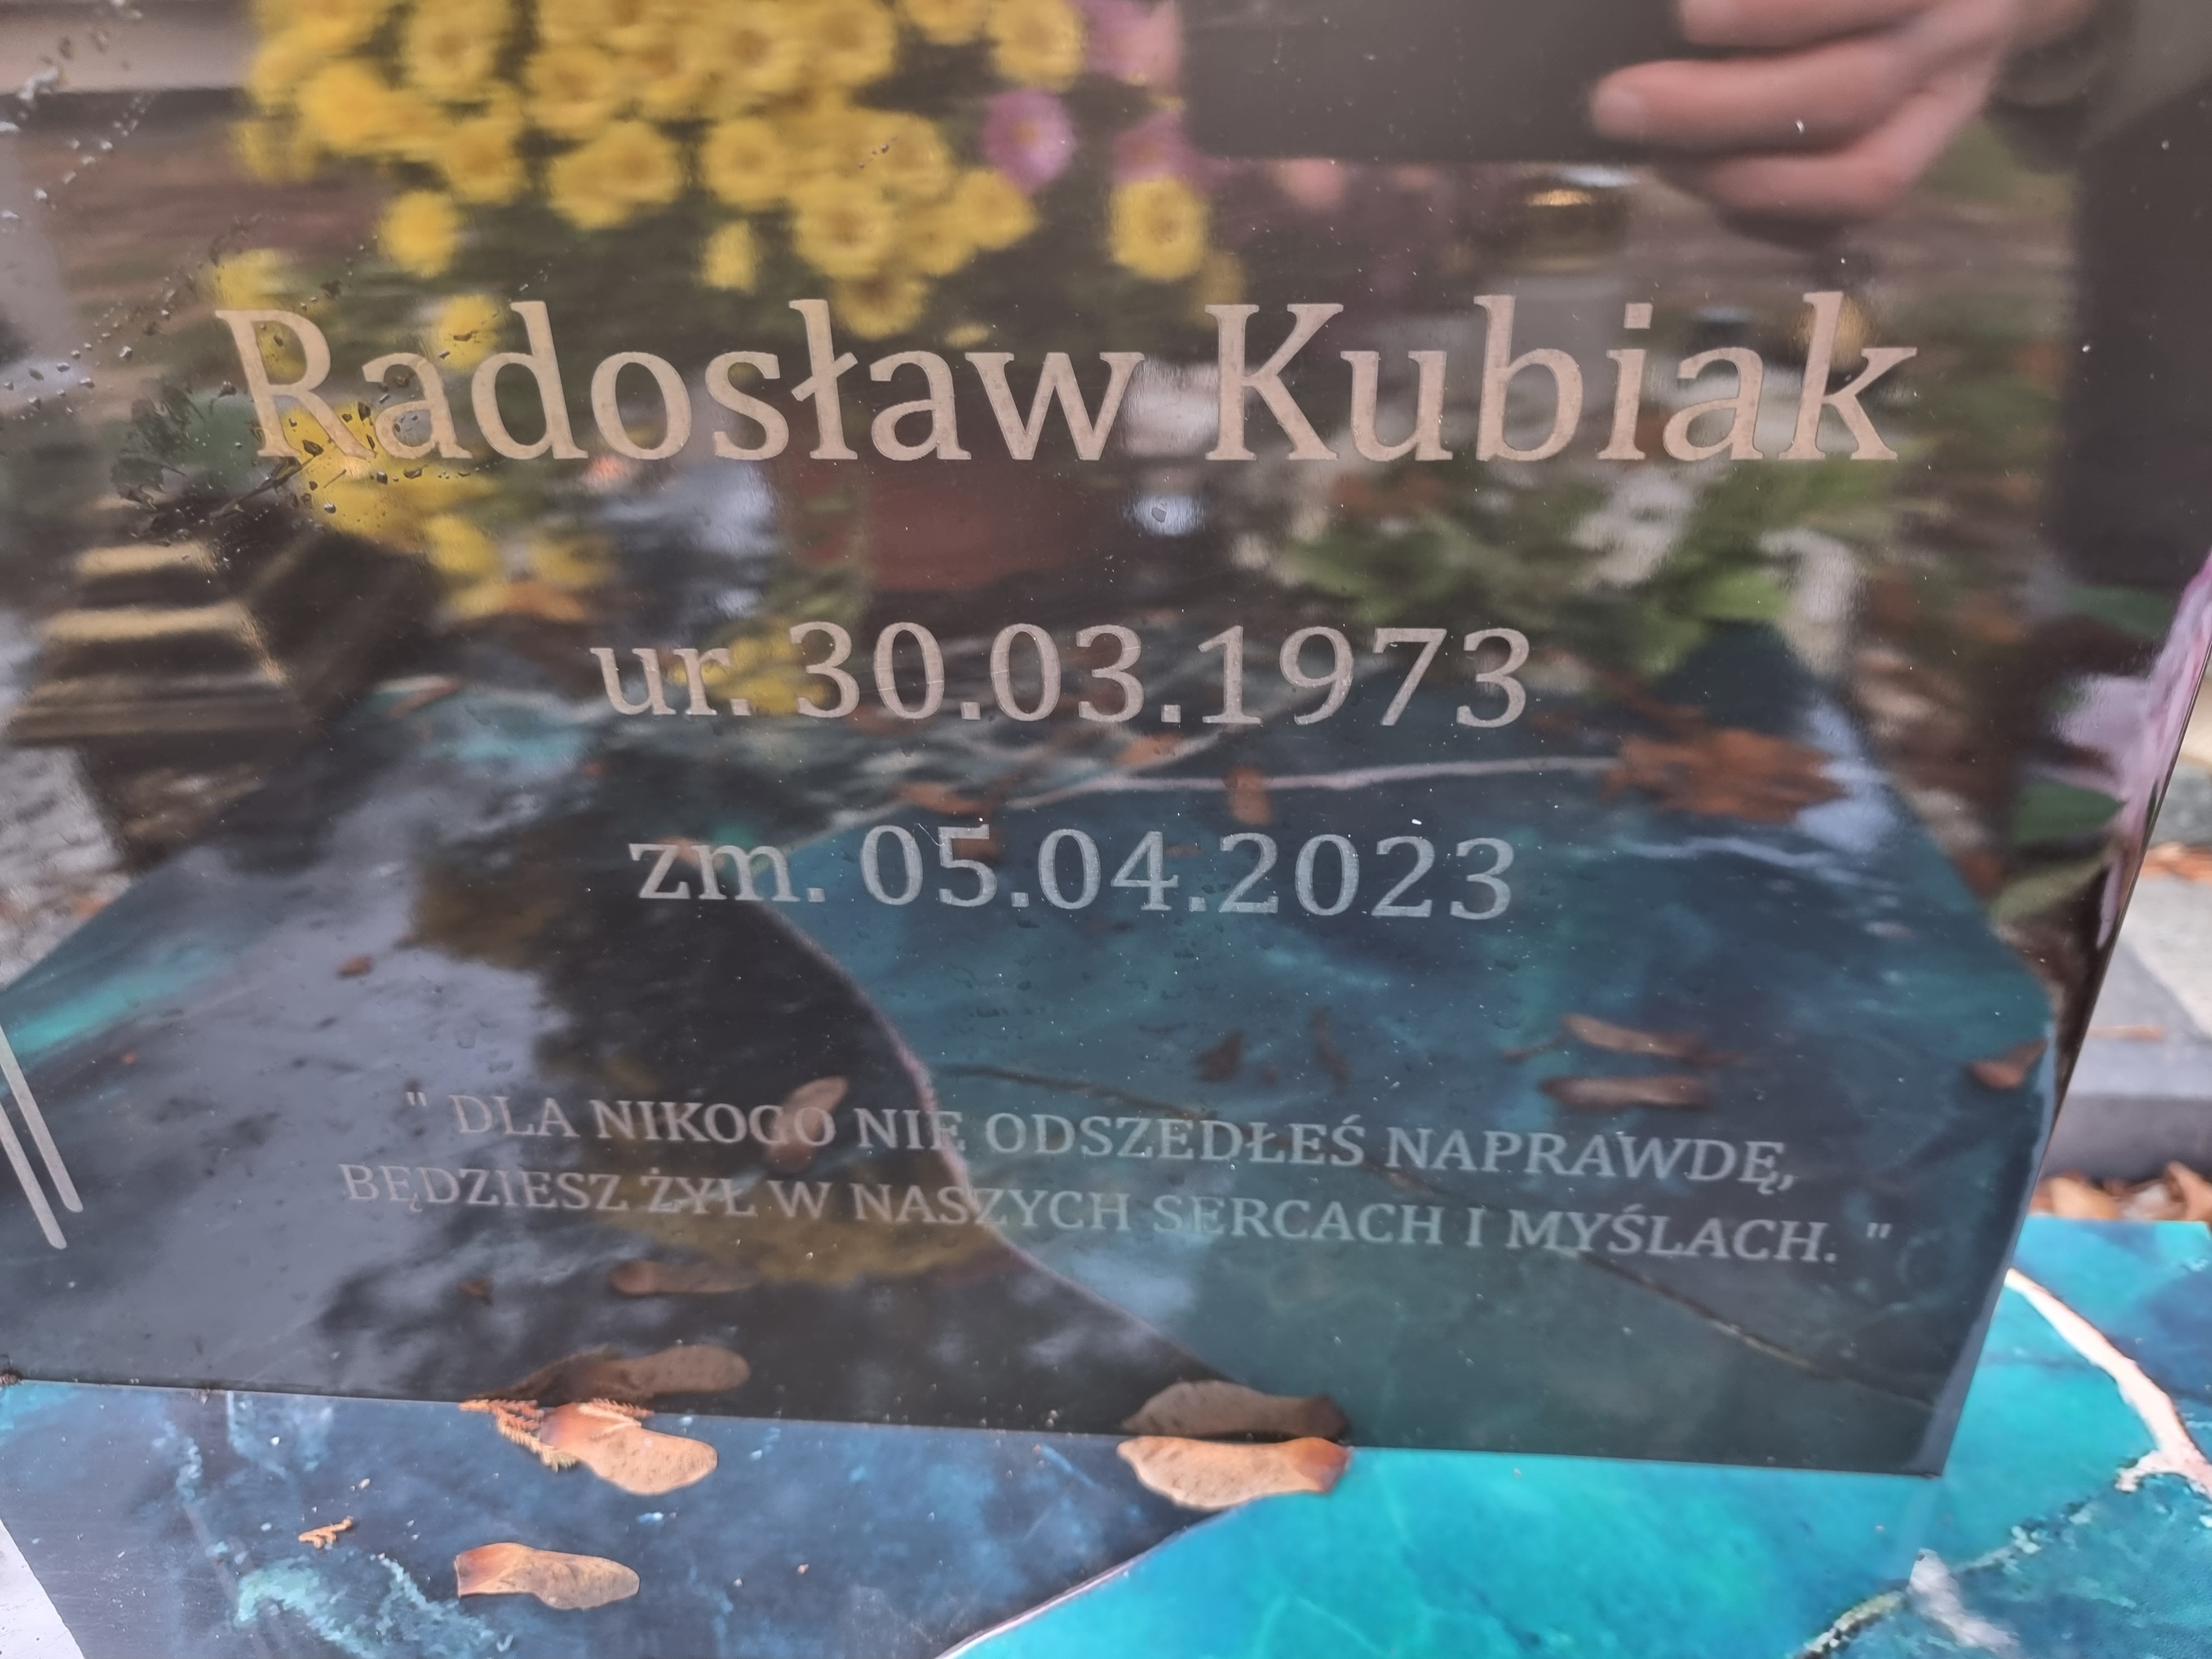 Radosław Kubiak
ur. 30.03.1973
zm. 05.04.2023
" DLA NIKOGO NIE ODSZEDŁEŚ NAPRAWDĘ,
BĘDZIESZ ŻYŁ W NASZYCH SERCACH I MYŚLACH. "